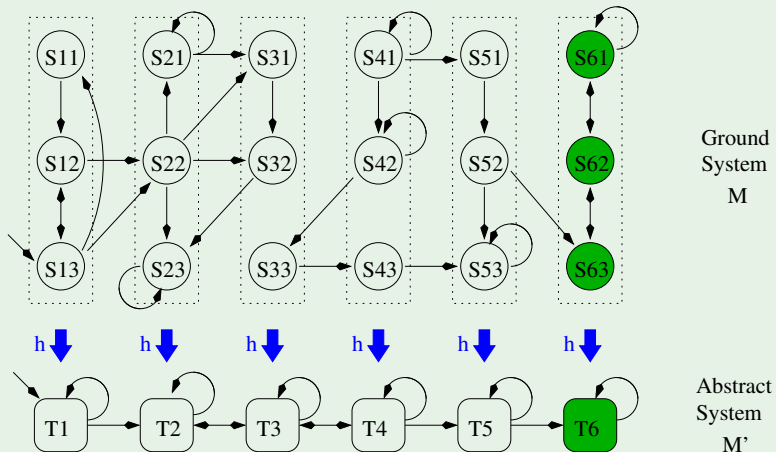 S11 S21 S31 S41 S51 S61
S12 S22 S32 S42 S52 S62
S13 S23 S33 S43 S53 S63
Ground
System
M
h h h h h h
T1 T2 T3 T4 T5 T6
Abstract
System
M'